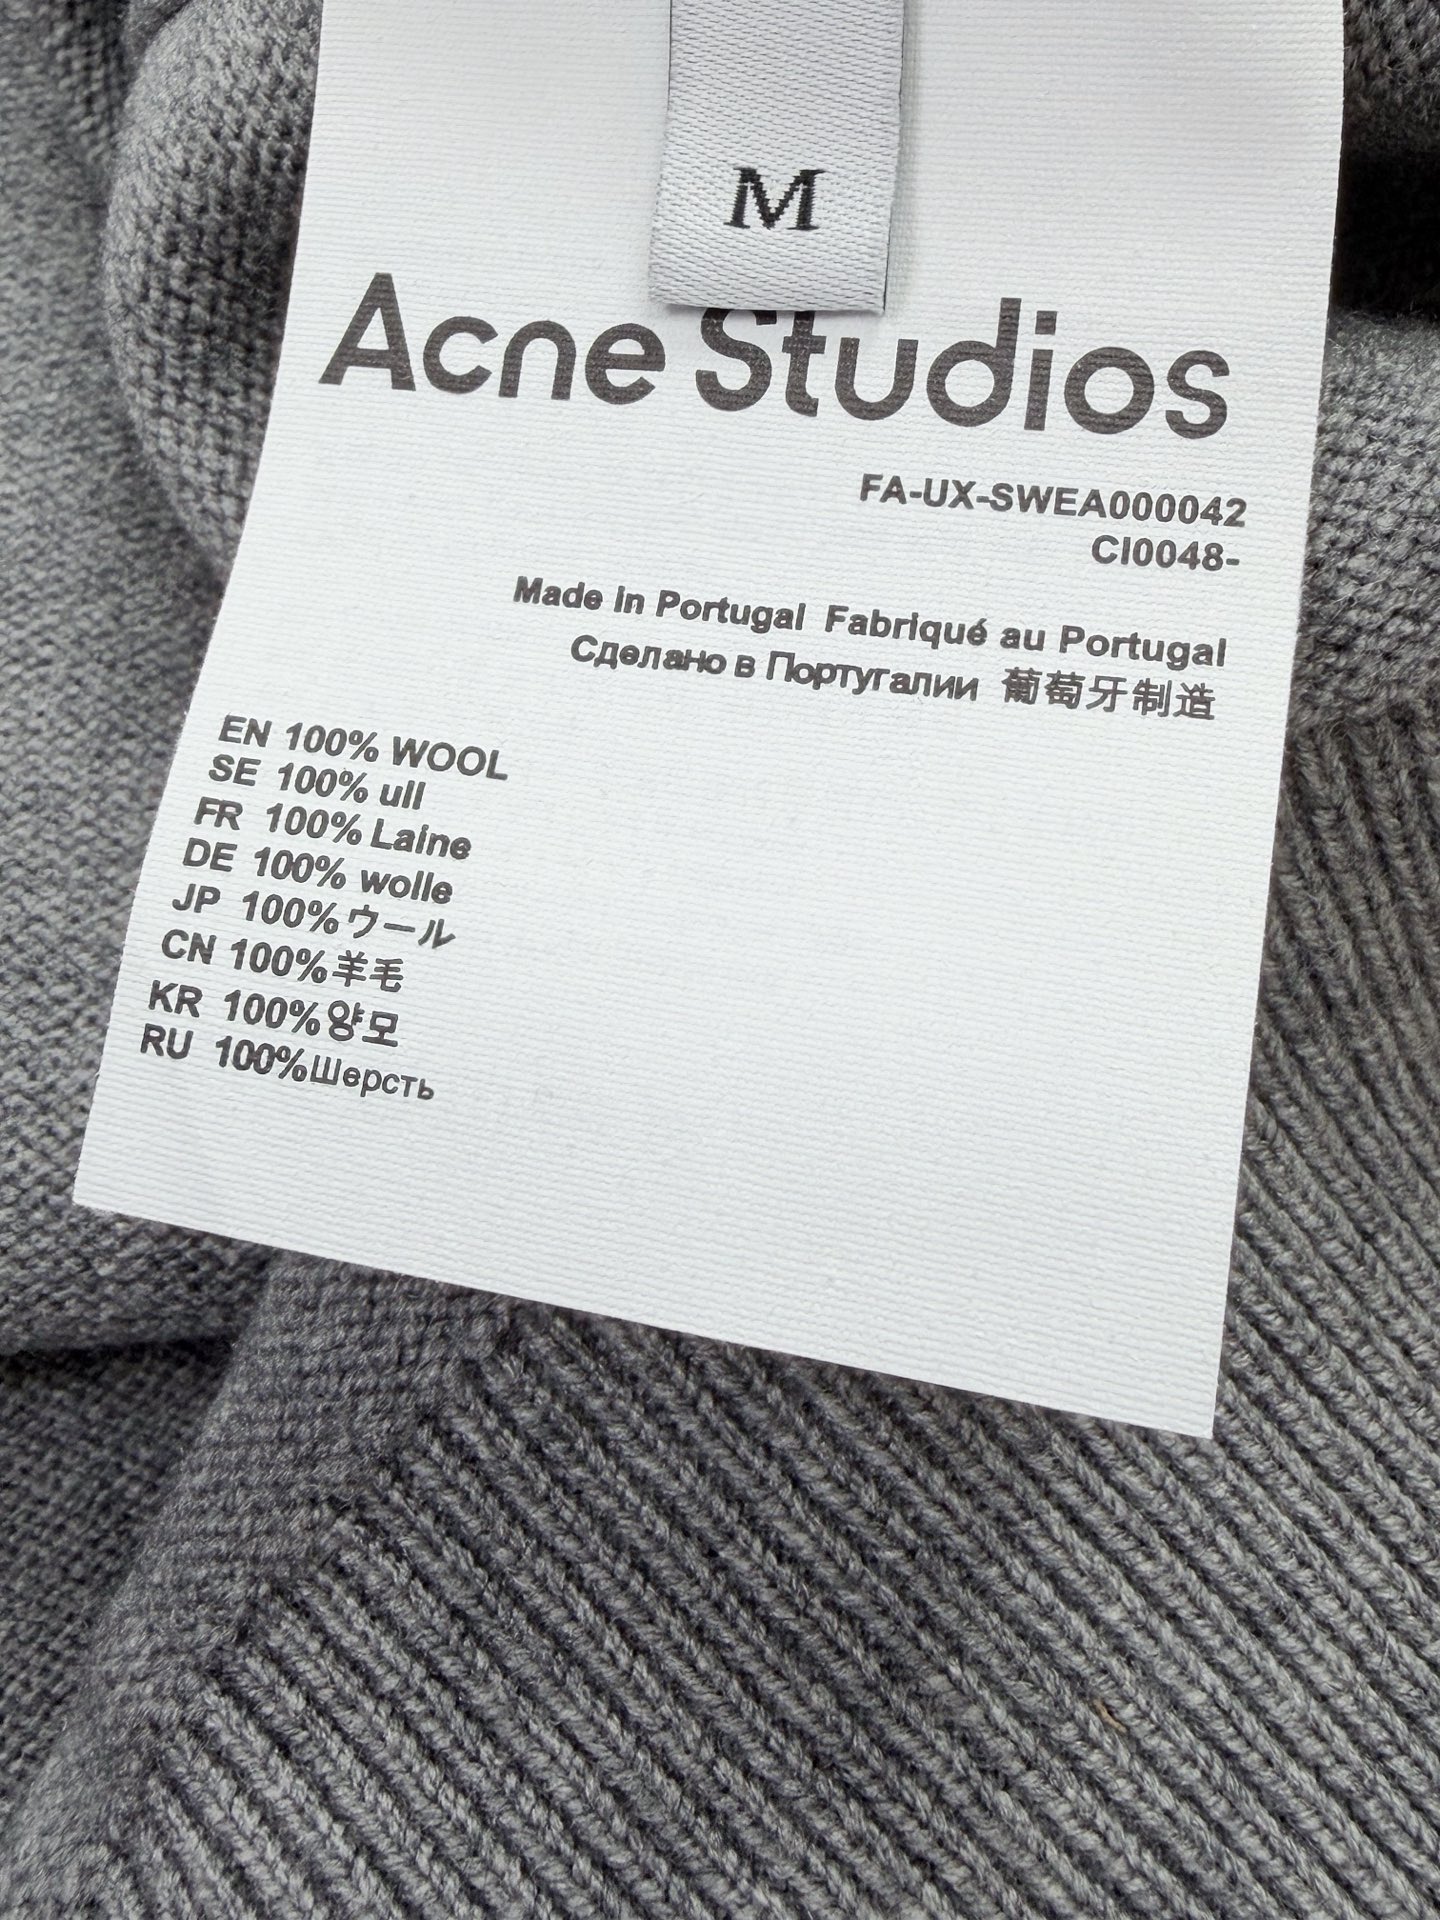 M
Acne Studios
FA-UX-SWEA000042
CI0048-
Made in Portugal Fabriqué au Portugal
Сделано в Португалии 葡萄牙制造
EN 100% WOOL
SE 100% ull
FR 100% Laine
DE 100% wolle
JP 100%ウール
CN 100%羊毛
KR 100%양모
RU 100%Шерсть